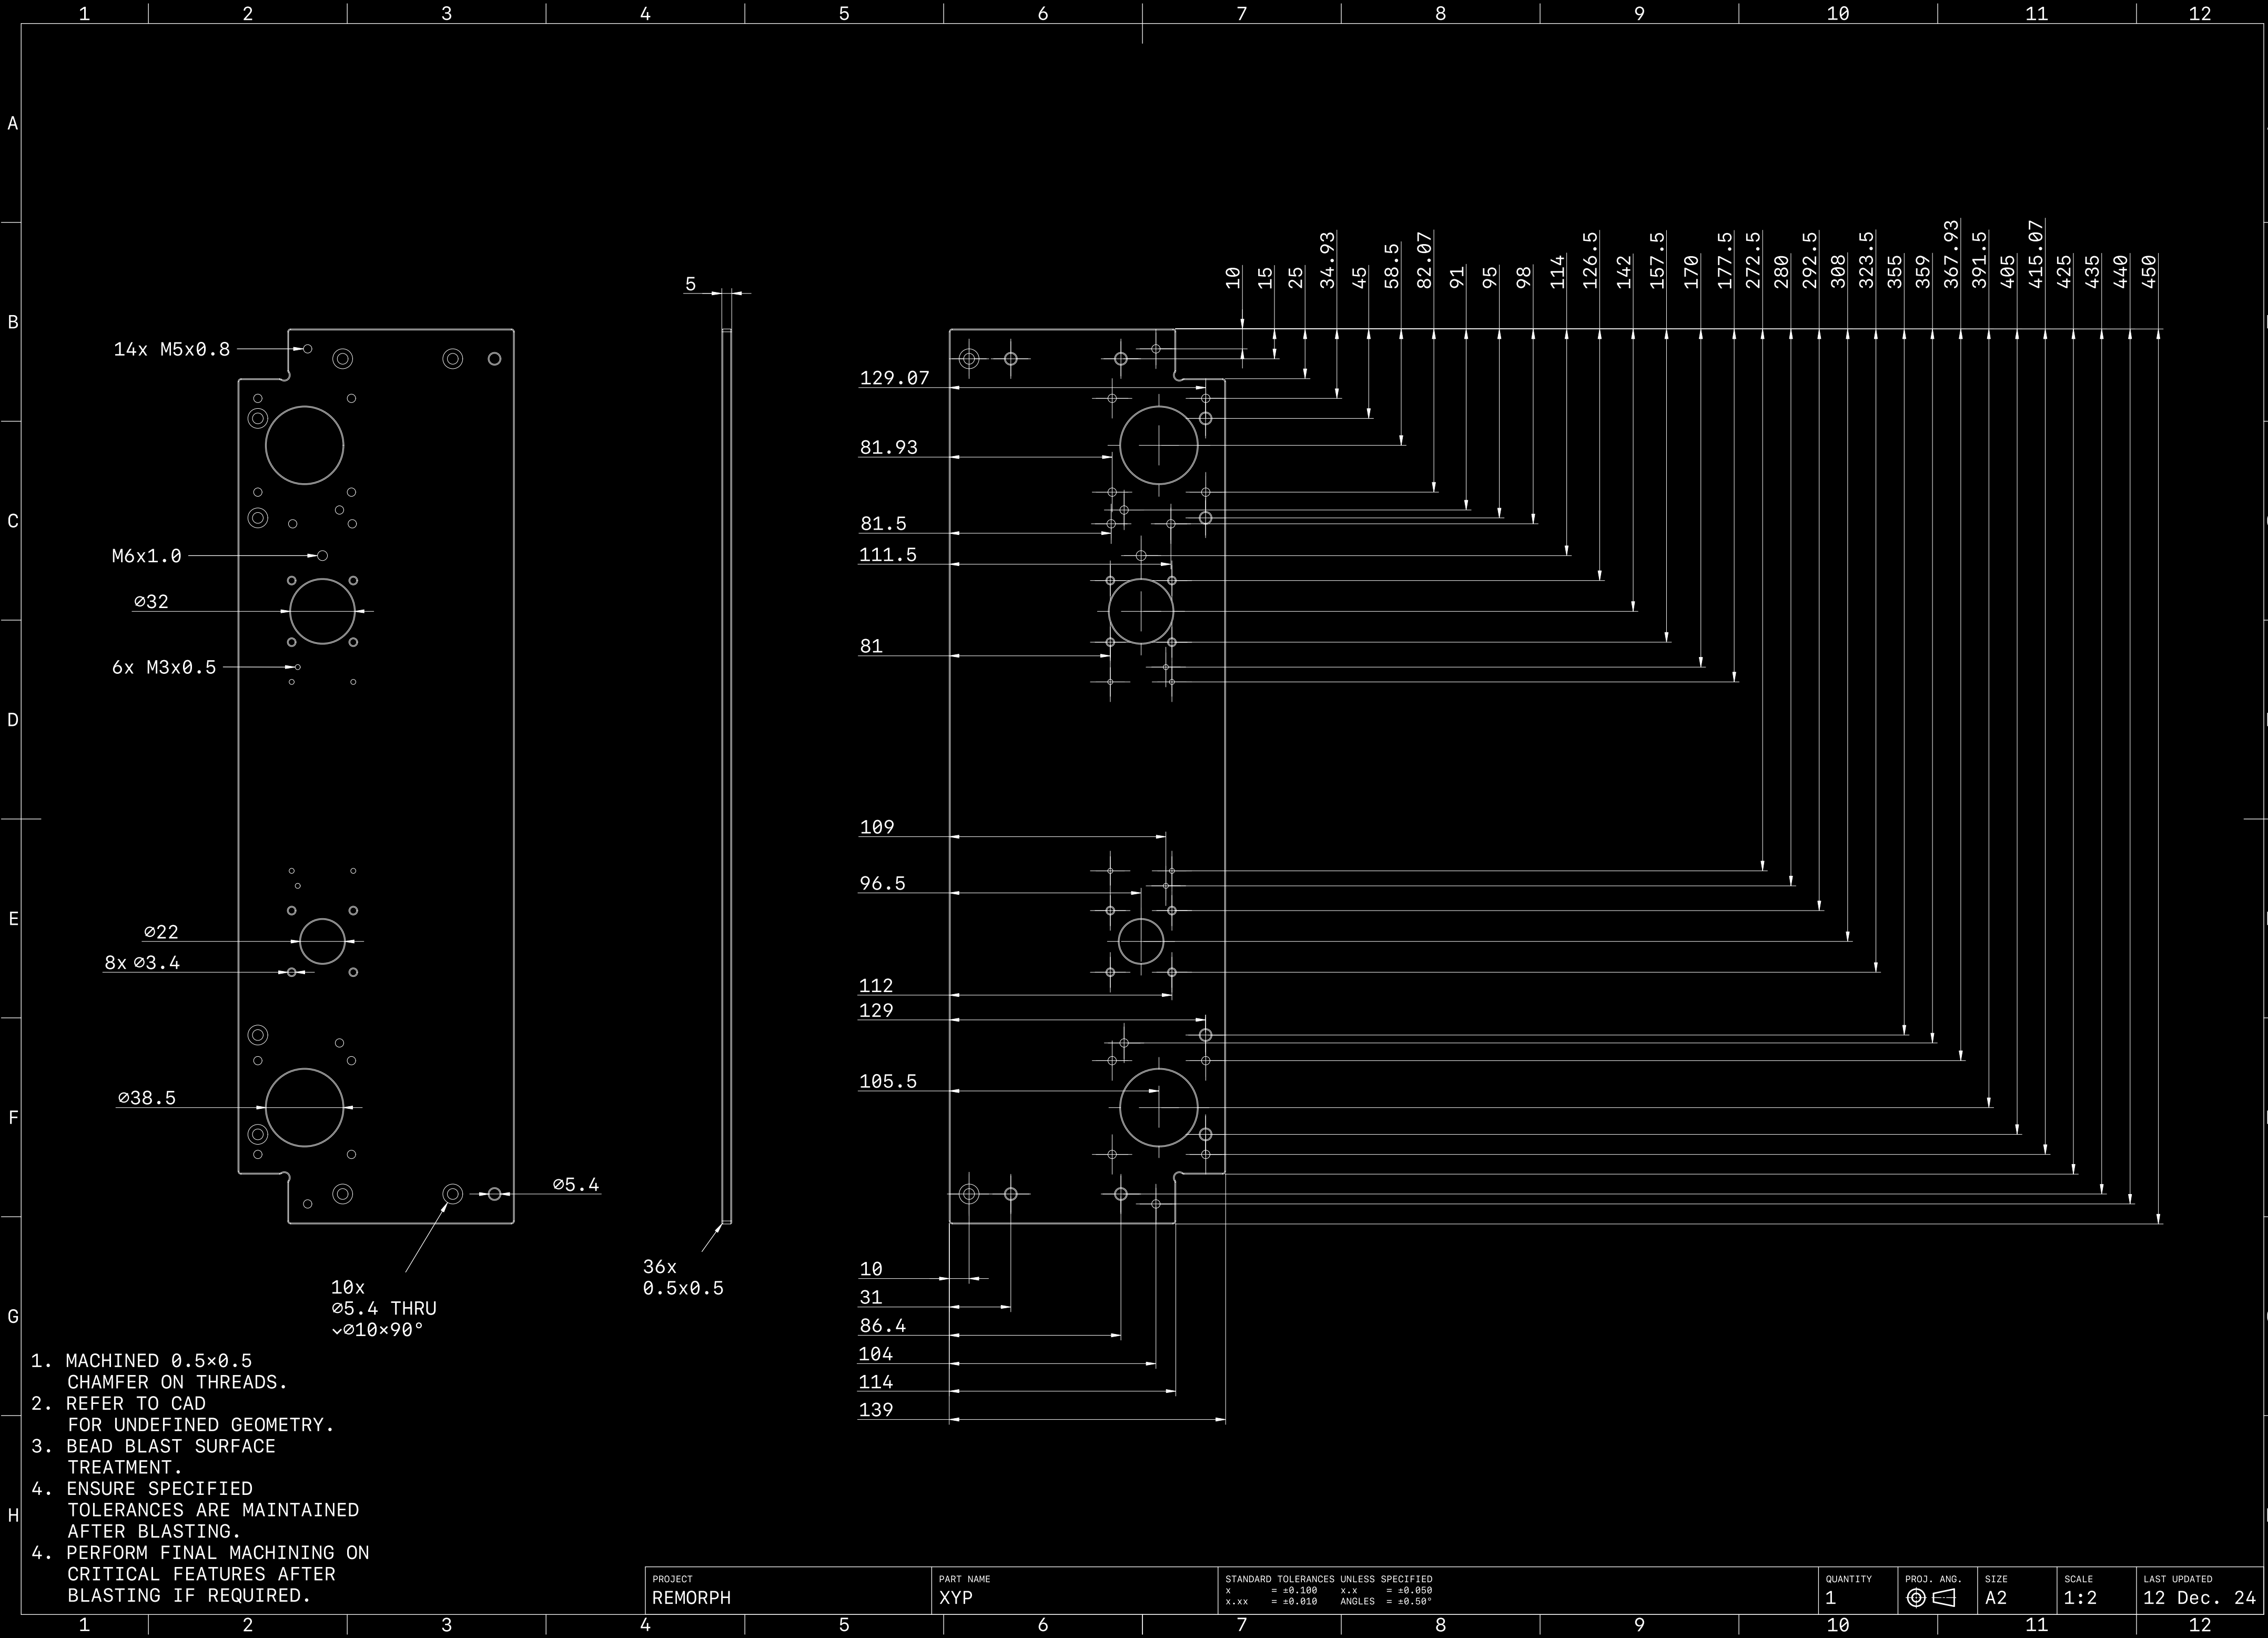 1 2 3 4 5 6 7 8 9 10 11 12
A
B
C
D
E
F
G
H
14x M5x0.8
M6x1.0
⌀32
6x M3x0.5
⌀22
8x ⌀3.4
⌀38.5
⌀5.4
10x
⌀5.4 THRU
⌵⌀10×90°
5
36x
0.5x0.5
10 15 25 34.93 45 58.5 82.07 91 95 98 114 126.5 142 157.5 170 177.5 272.5 280 292.5 308 323.5 355 359 367.93 391.5 405 415.07 425 435 440 450
129.07
81.93
81.5
111.5
81
109
96.5
112
129
105.5
10
31
86.4
104
114
139
1. MACHINED 0.5×0.5
CHAMFER ON THREADS.
2. REFER TO CAD
FOR UNDEFINED GEOMETRY.
3. BEAD BLAST SURFACE
TREATMENT.
4. ENSURE SPECIFIED
TOLERANCES ARE MAINTAINED
AFTER BLASTING.
4. PERFORM FINAL MACHINING ON
CRITICAL FEATURES AFTER
BLASTING IF REQUIRED.
PROJECT
REMORPH
PART NAME
XYP
STANDARD TOLERANCES UNLESS SPECIFIED
x = ±0.100 x.x = ±0.050
x.xx = ±0.010 ANGLES = ±0.50°
QUANTITY
1
PROJ. ANG.
SIZE
A2
SCALE
1:2
LAST UPDATED
12 Dec. 24
1 2 3 4 5 6 7 8 9 10 11 12